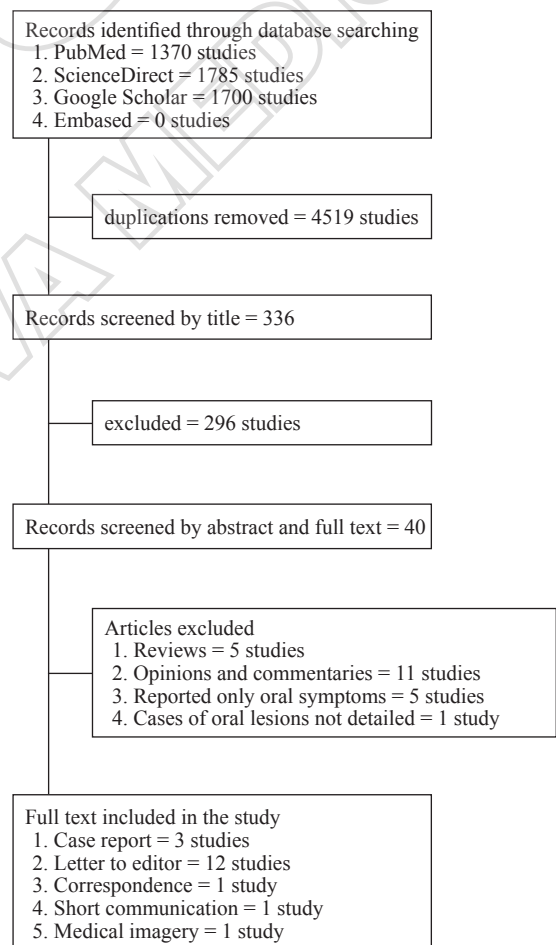 Records identified through database searching
1. PubMed = 1370 studies
2. ScienceDirect = 1785 studies
3. Google Scholar = 1700 studies
4. Embased = 0 studies
duplications removed = 4519 studies
Records screened by title = 336
excluded = 296 studies
Records screened by abstract and full text = 40
Articles excluded
1. Reviews = 5 studies
2. Opinions and commentaries = 11 studies
3. Reported only oral symptoms = 5 studies
4. Cases of oral lesions not detailed = 1 study
Full text included in the study
1. Case report = 3 studies
2. Letter to editor = 12 studies
3. Correspondence = 1 study
4. Short communication = 1 study
5. Medical imagery = 1 study